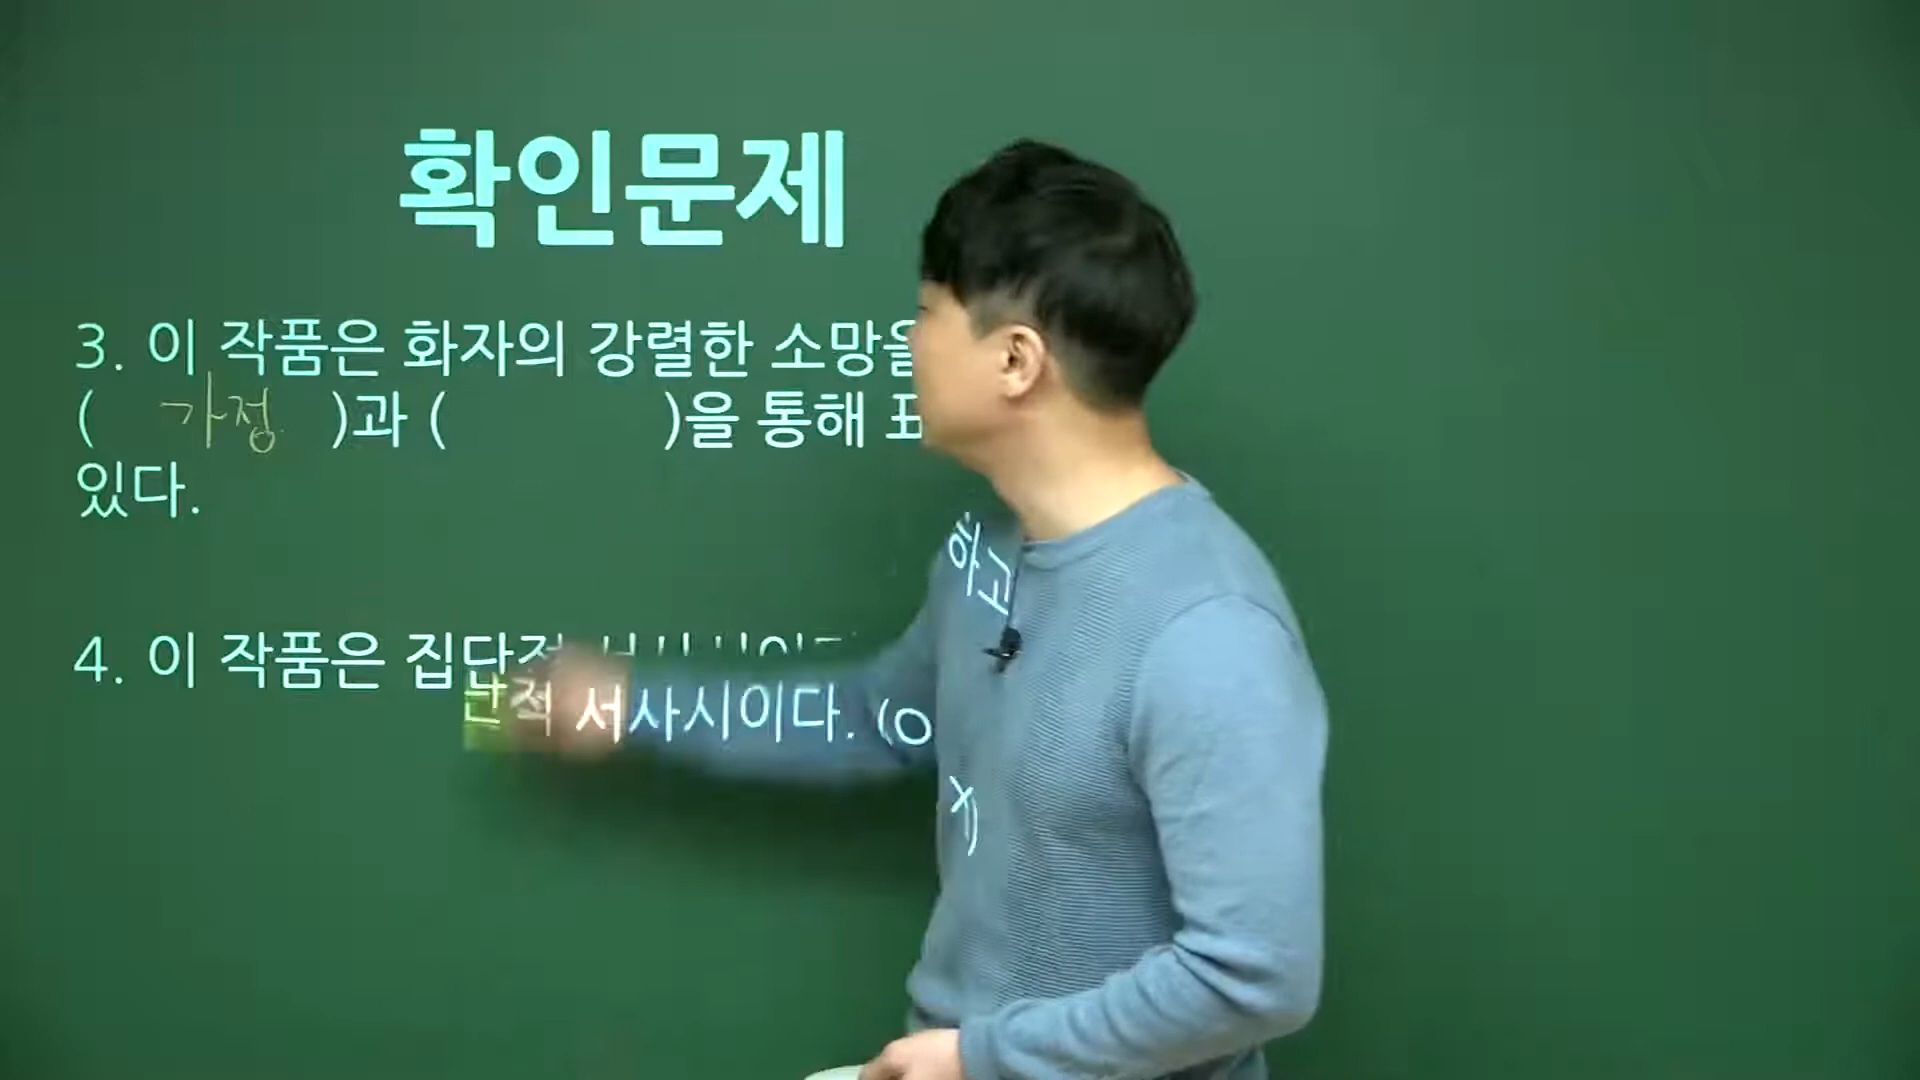 확인문제
3. 이 작품은 화자의 강렬한 소망을
( 가정 )과 ( )을 통해 표하고
있다.
4. 이 작품은 집단적 서사시이다. (O
X)